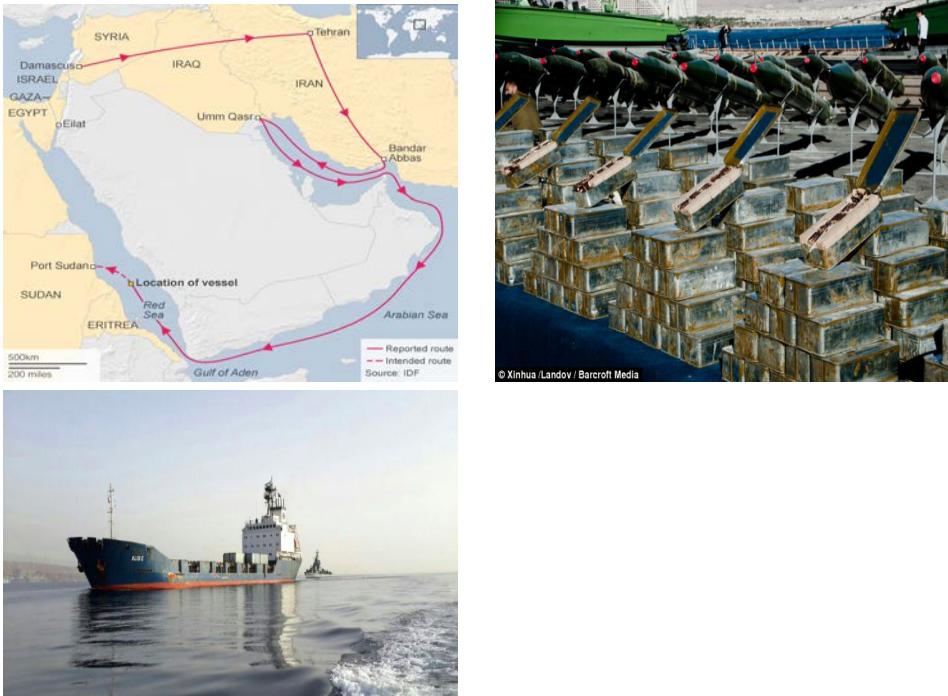 SYRIA
Tehran
Damascus
IRAQ
ISRAEL
IRAN
GAZA
EGYPT
Umm Qasr
Eilat
Bandar
Abbas
Port Sudan
Location of vessel
SUDAN
Red
Sea
Arabian Sea
ERITREA
500km
200 miles
Reported route
Intended route
Gulf of Aden
Source: IDF
© Xinhua /Landov / Barcroft Media